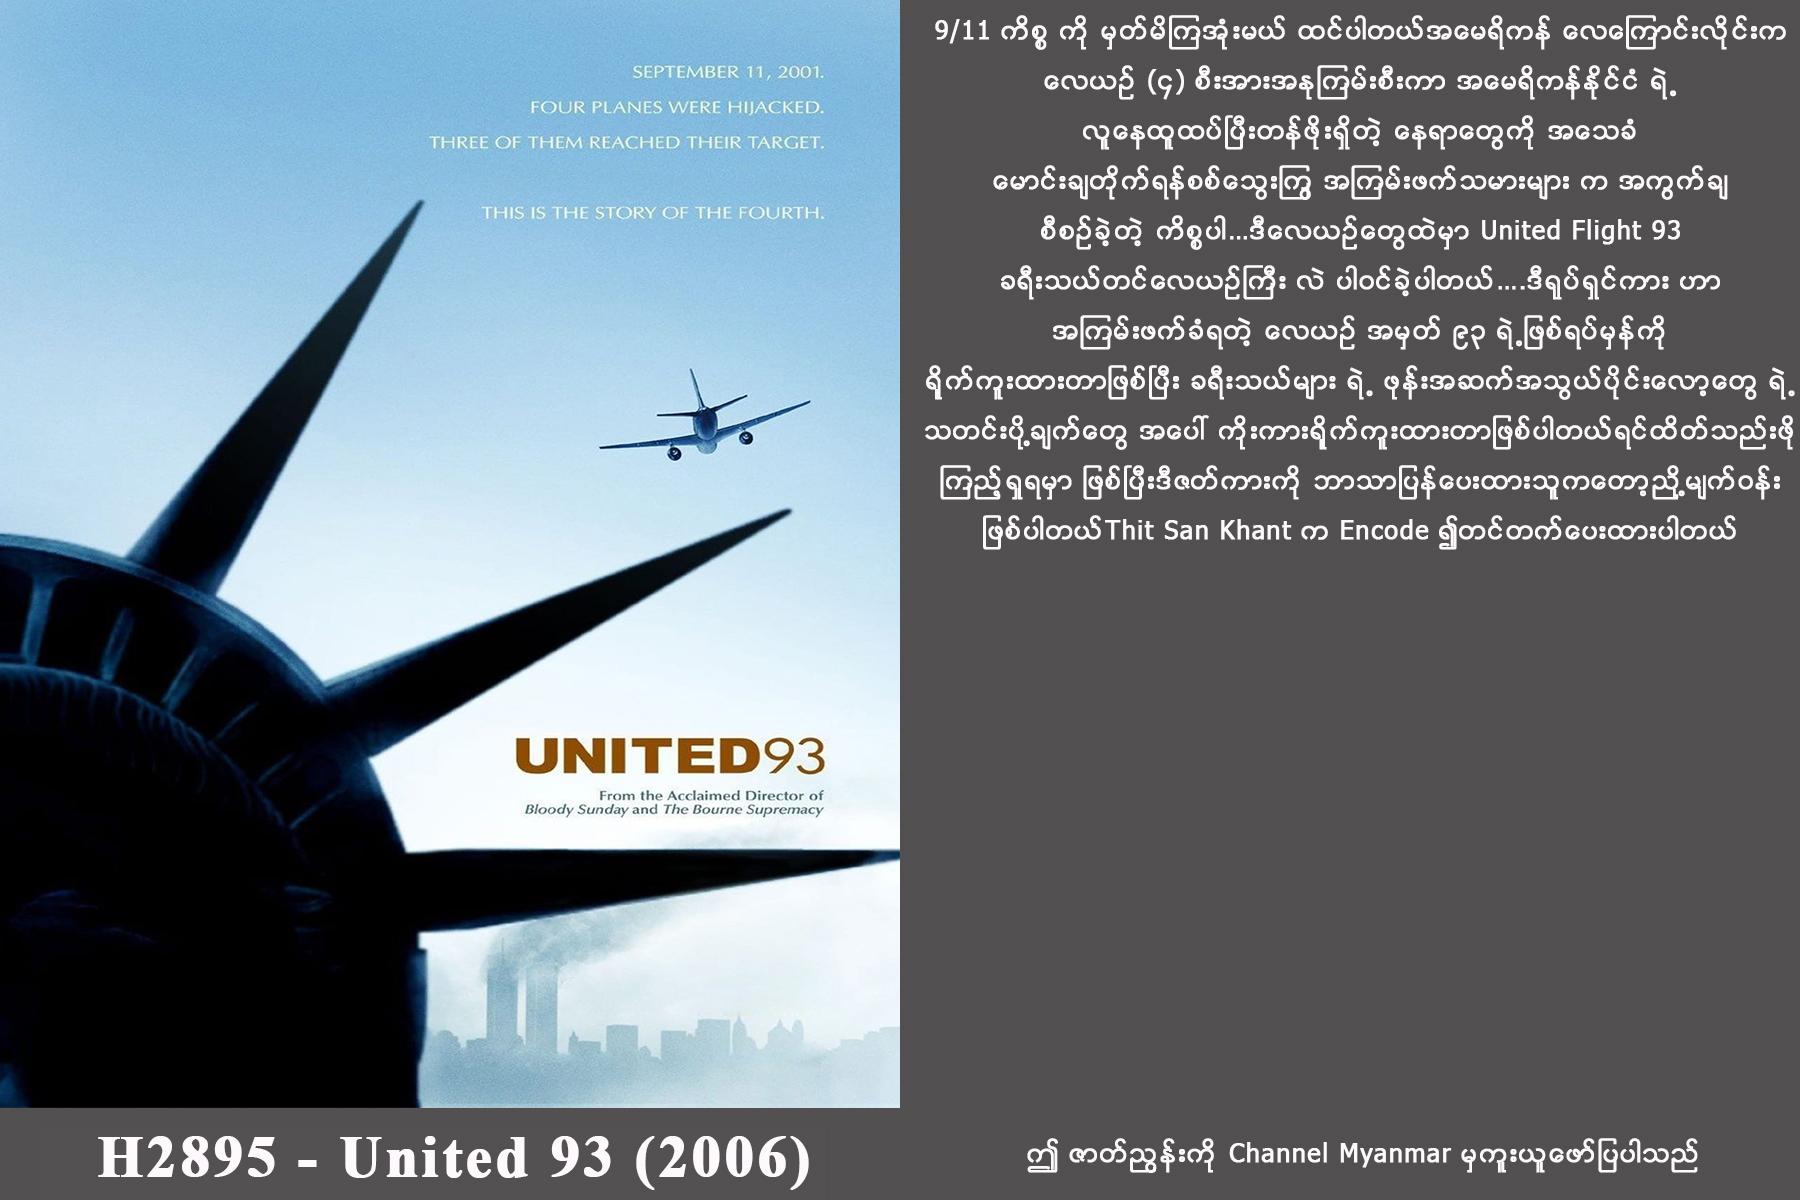 SEPTEMBER 11, 2001.
FOUR PLANES WERE HIJACKED.
THREE OF THEM REACHED THEIR TARGET.
THIS IS THE STORY OF THE FOURTH.
UNITED93
From the Acclaimed Director of
Bloody Sunday and The Bourne Supremacy
H2895 - United 93 (2006)
9/11 ကိစ္စ ကို မှတ်မိကြအုံးမယ် ထင်ပါတယ်အမေရိကန် လေကြောင်းလိုင်းက
လေယဉ် (၄) စီးအားအနုကြမ်းစီးကာ အမေရိကန်နိုင်ငံ ရဲ့
လူနေထူထပ်ပြီးတန်ဖိုးရှိတဲ့ နေရာတွေကို အသေခံ
မောင်းချတိုက်ရန်စစ်သွေးကြွ အကြမ်းဖက်သမားများ က အကွက်ချ
စီစဉ်ခဲ့တဲ့ ကိစ္စပါ...ဒီလေယဉ်တွေထဲမှာ United Flight 93
ခရီးသယ်တင်လေယဉ်ကြီး လဲ ပါဝင်ခဲ့ပါတယ်....ဒီရုပ်ရှင်ကား ဟာ
အကြမ်းဖက်ခံရတဲ့ လေယဉ် အမှတ် ၉၃ ရဲ့ဖြစ်ရပ်မှန်ကို
ရိုက်ကူးထားတာဖြစ်ပြီး ခရီးသယ်များ ရဲ့ ဖုန်းအဆက်အသွယ်ပိုင်းလော့တွေ ရဲ့
သတင်းပို့ချက်တွေ အပေါ် ကိုးကားရိုက်ကူးထားတာဖြစ်ပါတယ်ရင်ထိတ်သည်းဖို
ကြည့်ရှုရမှာ ဖြစ်ပြီးဒီဇတ်ကားကို ဘာသာပြန်ပေးထားသူကတော့ညို့မျက်ဝန်း
ဖြစ်ပါတယ်Thit San Khant က Encode ၍တင်တက်ပေးထားပါတယ်
ဤ ဇာတ်ညွန်းကို Channel Myanmar မှကူးယူဖော်ပြပါသည်